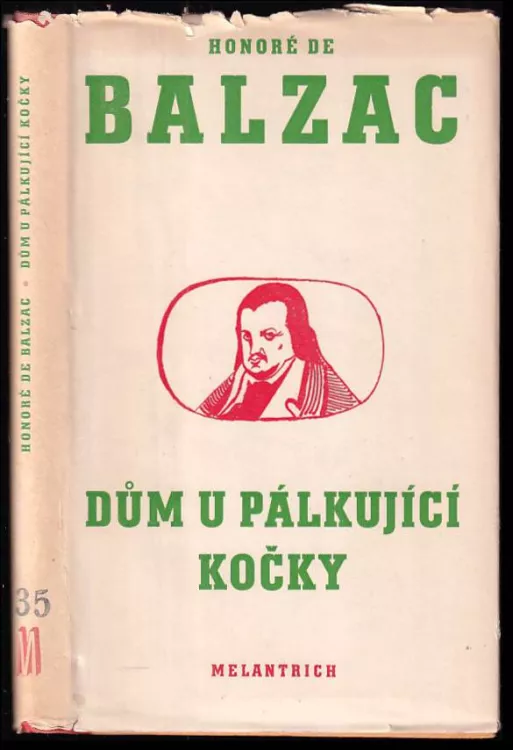 HONORÉ DE
BALZAC
DŮM U PÁLKUJÍCÍ
KOČKY
MELANTRICH
HONORÉ DE BALZAC • DŮM U PÁLKUJÍCÍ KOČKY
35
M